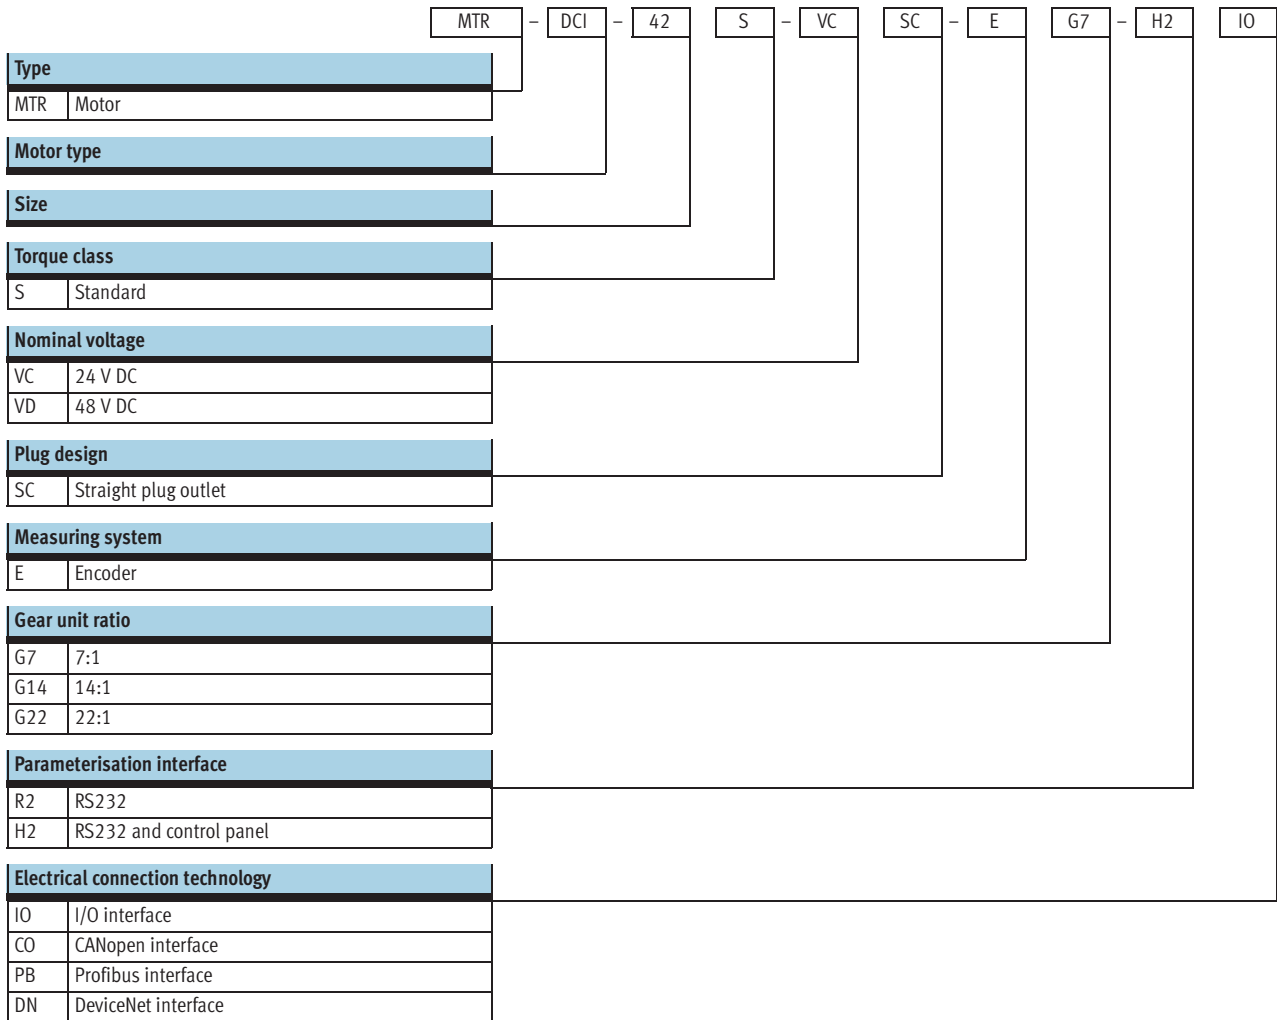 MTR – DCI – 42 S – VC SC – E G7 – H2 IO
Type
MTR Motor
Motor type
Size
Torque class
S Standard
Nominal voltage
VC 24 V DC
VD 48 V DC
Plug design
SC Straight plug outlet
Measuring system
E Encoder
Gear unit ratio
G7 7:1
G14 14:1
G22 22:1
Parameterisation interface
R2 RS232
H2 RS232 and control panel
Electrical connection technology
IO I/O interface
CO CANopen interface
PB Profibus interface
DN DeviceNet interface